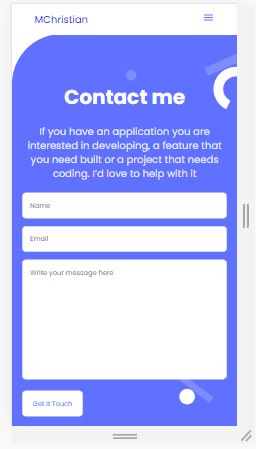 MChristian
Contact me
If you have an application you are
interested in developing, a feature that
you need built or a project that needs
coding. I'd love to help with it
Name
Email
Write your message here
Get it Touch